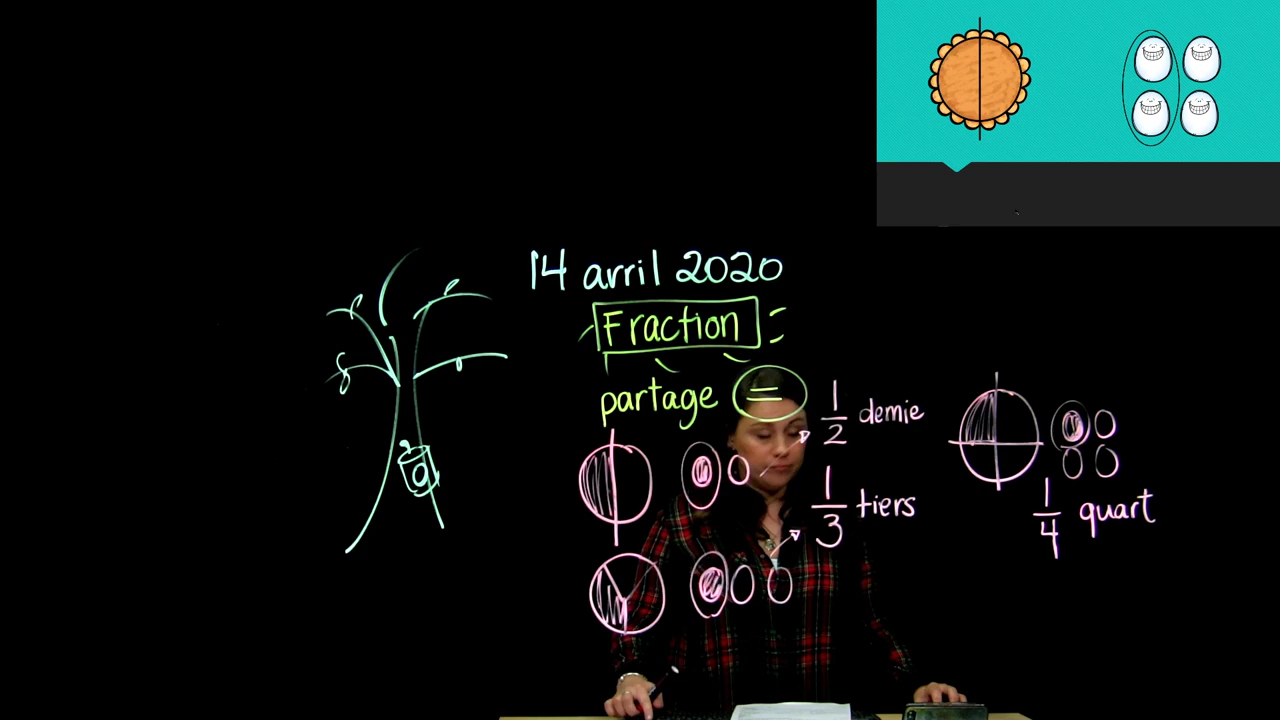 14 avril 2020
Fraction =
partage =
1/2 demie
1/3 tiers
1/4 quart